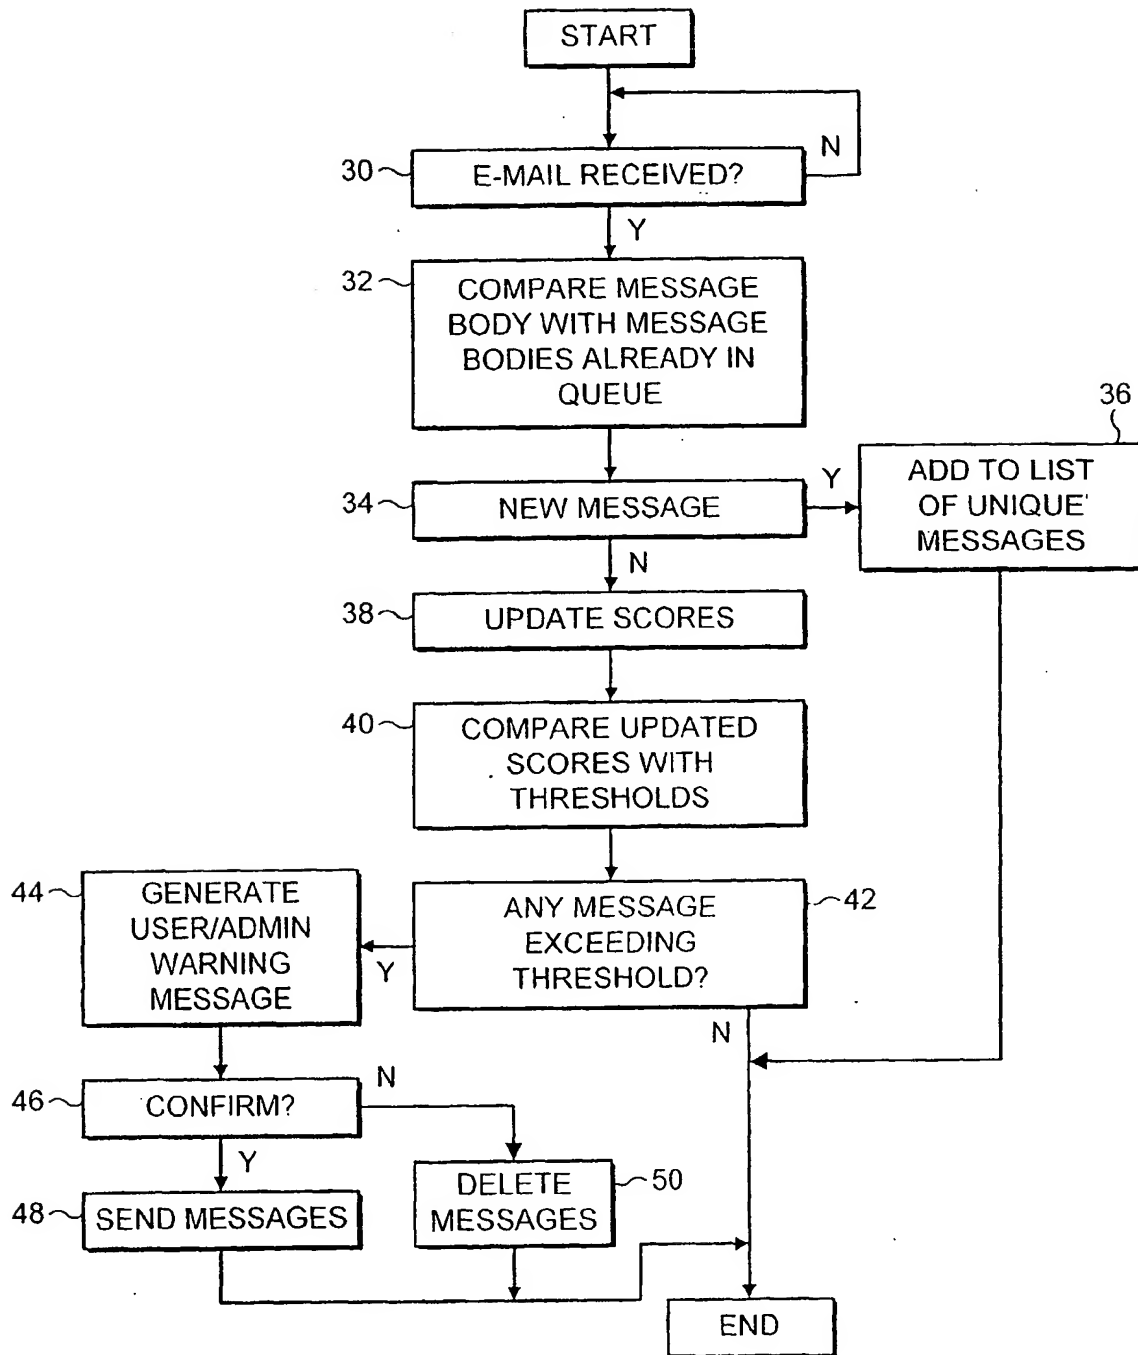 START
N
30
E-MAIL RECEIVED?
Y
32
COMPARE MESSAGE
BODY WITH MESSAGE
BODIES ALREADY IN
QUEUE
36
ADD TO LIST
OF UNIQUE'
MESSAGES
34
NEW MESSAGE
Y
N
38
UPDATE SCORES
40
COMPARE UPDATED
SCORES WITH
THRESHOLDS
44
GENERATE
USER/ADMIN
WARNING
MESSAGE
Y
ANY MESSAGE
EXCEEDING
THRESHOLD?
42
N
46
CONFIRM?
N
Y
48
SEND MESSAGES
DELETE
MESSAGES
50
END